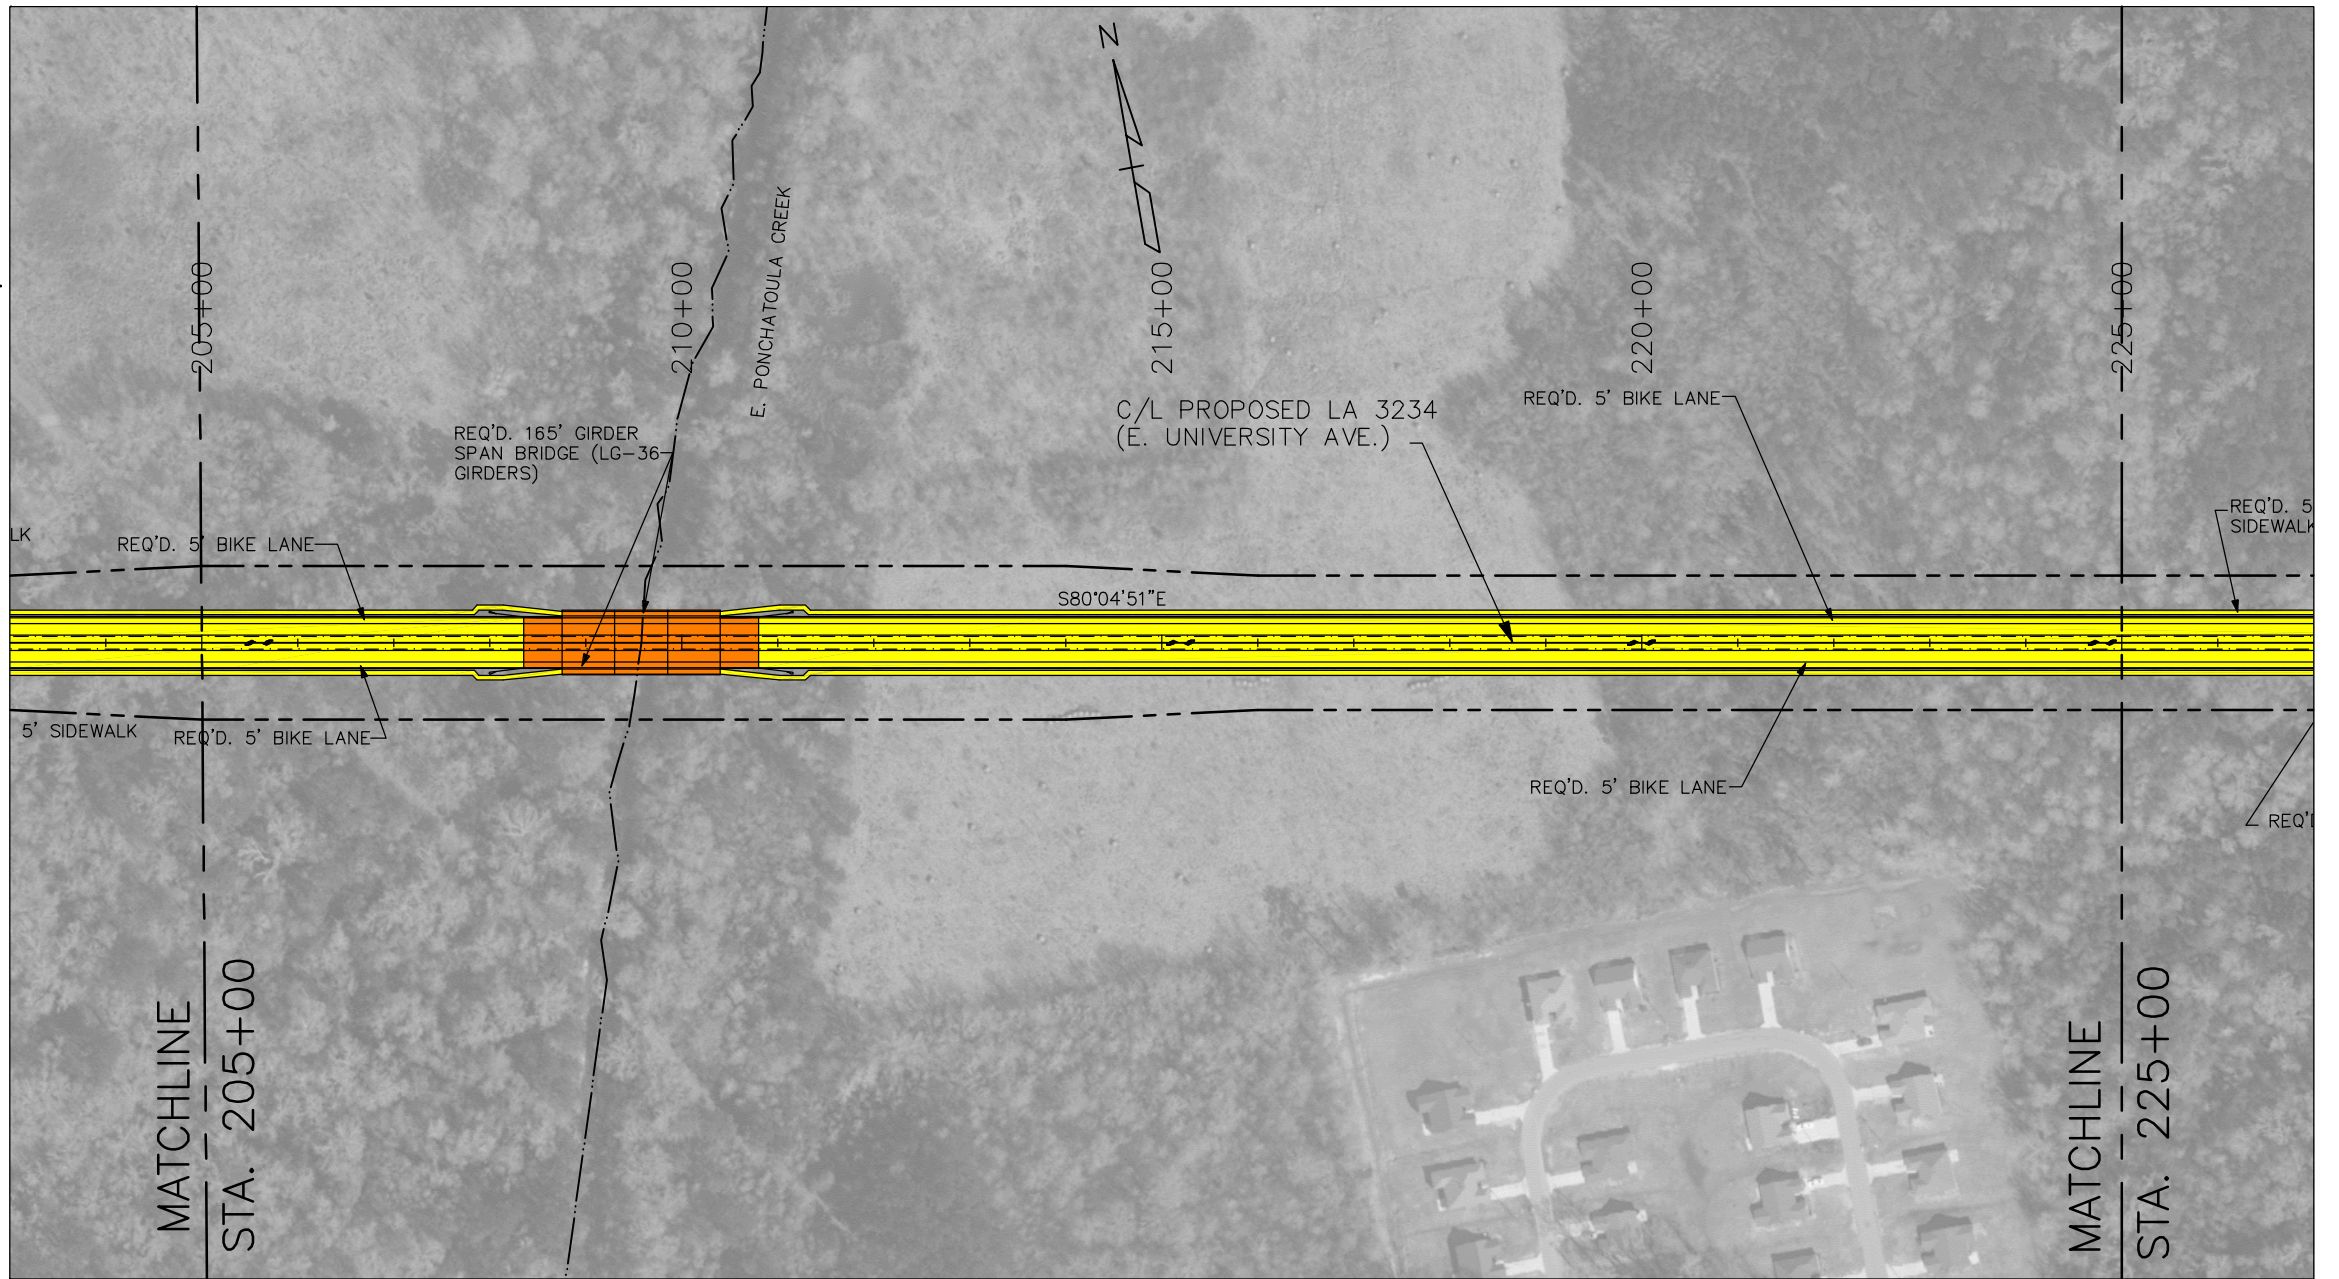 N
205+00
210+00
215+00
220+00
225+00
E. PONCHATOULA CREEK
REQ'D. 165' GIRDER
SPAN BRIDGE (LG-36
GIRDERS)
C/L PROPOSED LA 3234
(E. UNIVERSITY AVE.)
REQ'D. 5' BIKE LANE
REQ'D. 5
SIDEWALK
LK
REQ'D. 5' BIKE LANE
S80°04'51"E
5' SIDEWALK
REQ'D. 5' BIKE LANE
REQ'D. 5' BIKE LANE
REQ'D
MATCHLINE
STA. 205+00
MATCHLINE
STA. 225+00